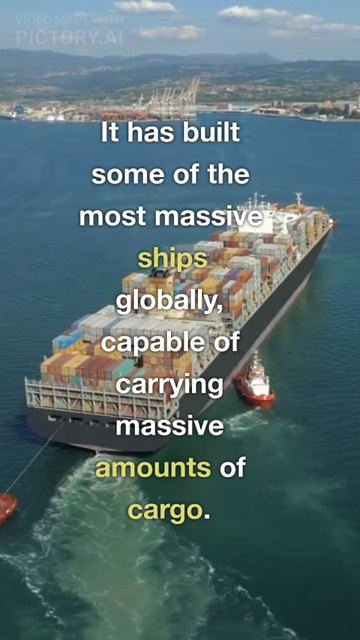 VIDEO MADE WITH
PICTORY.AI
It has built
some of the
most massive
ships
globally,
capable of
carrying
massive
amounts of
cargo.